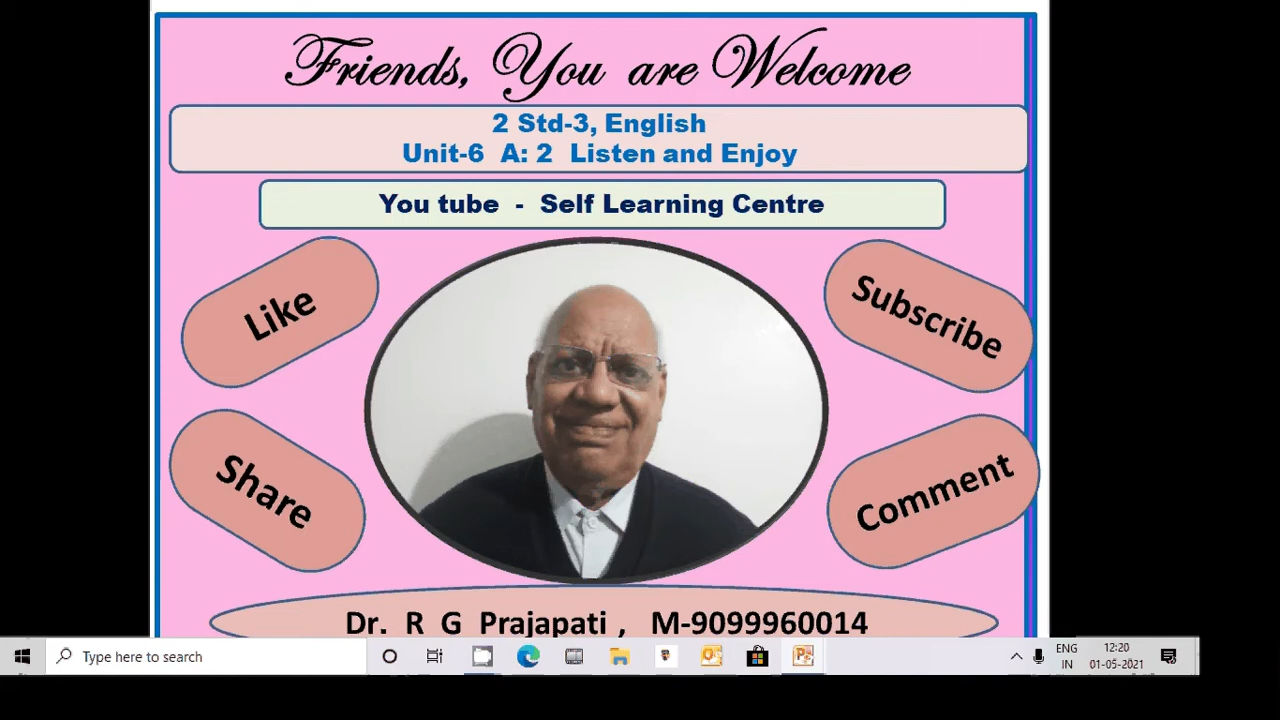 Friends, You are Welcome
2 Std-3, English
Unit-6 A: 2 Listen and Enjoy
You tube - Self Learning Centre
Like
Subscribe
Share
Comment
Dr. R G Prajapati , M-9099960014
Type here to search
ENG
IN
12:20
01-05-2021